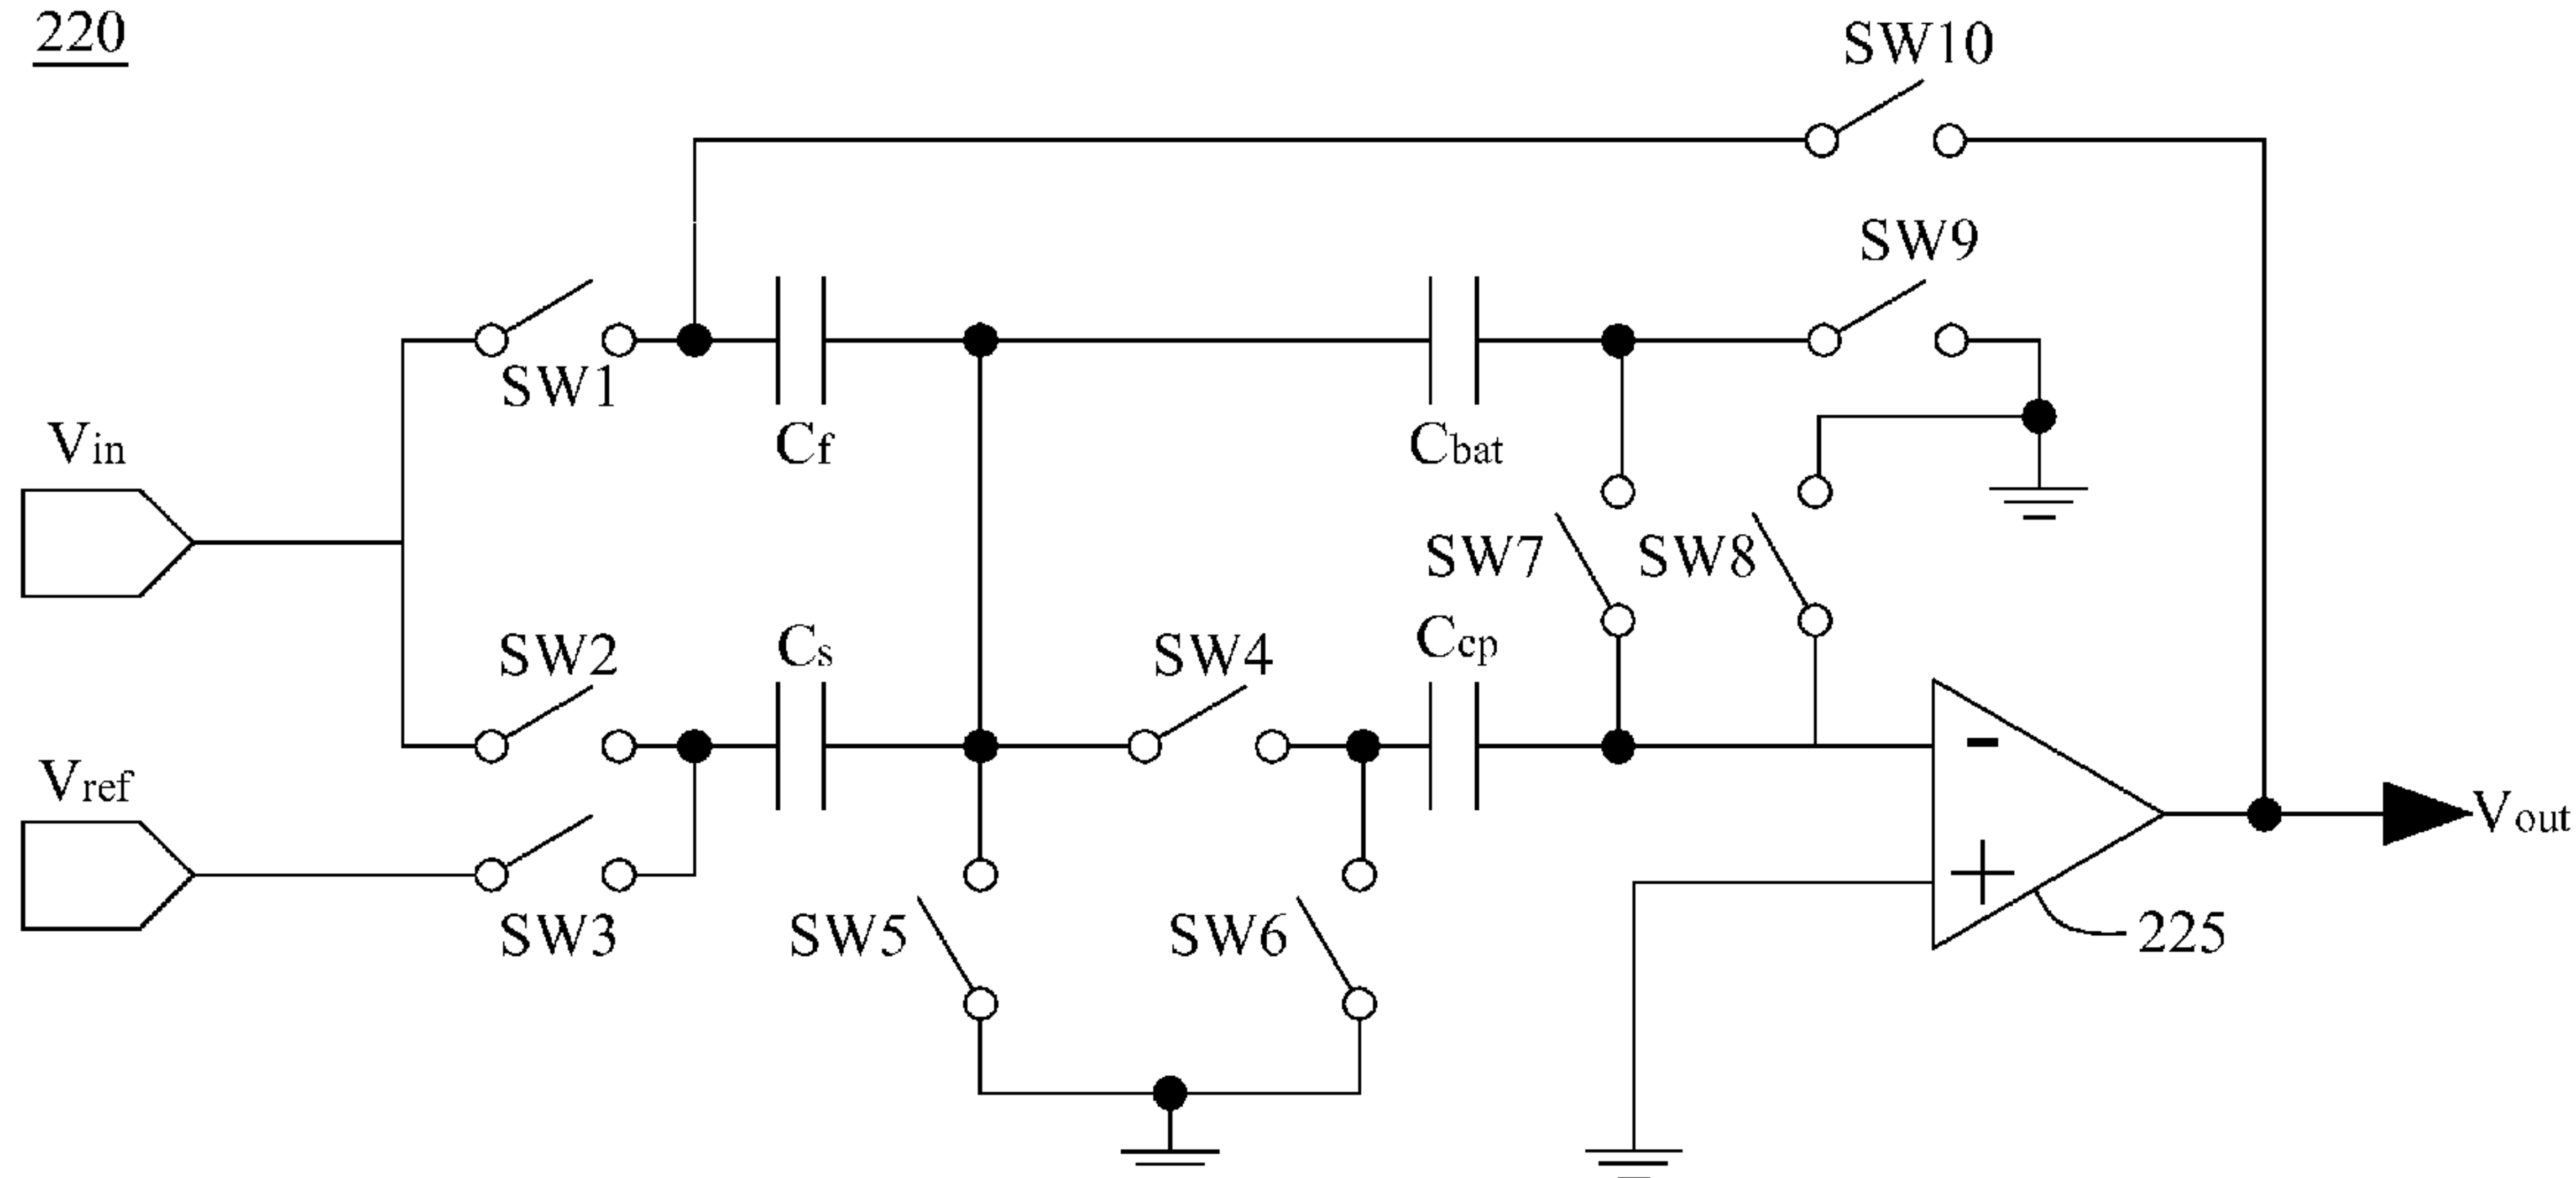 220
SW10
SW9
SW1
Vin
Cf
Cbat
SW7
SW8
SW2
Cs
SW4
Ccp
Vref
-
+
Vout
SW3
SW5
SW6
225